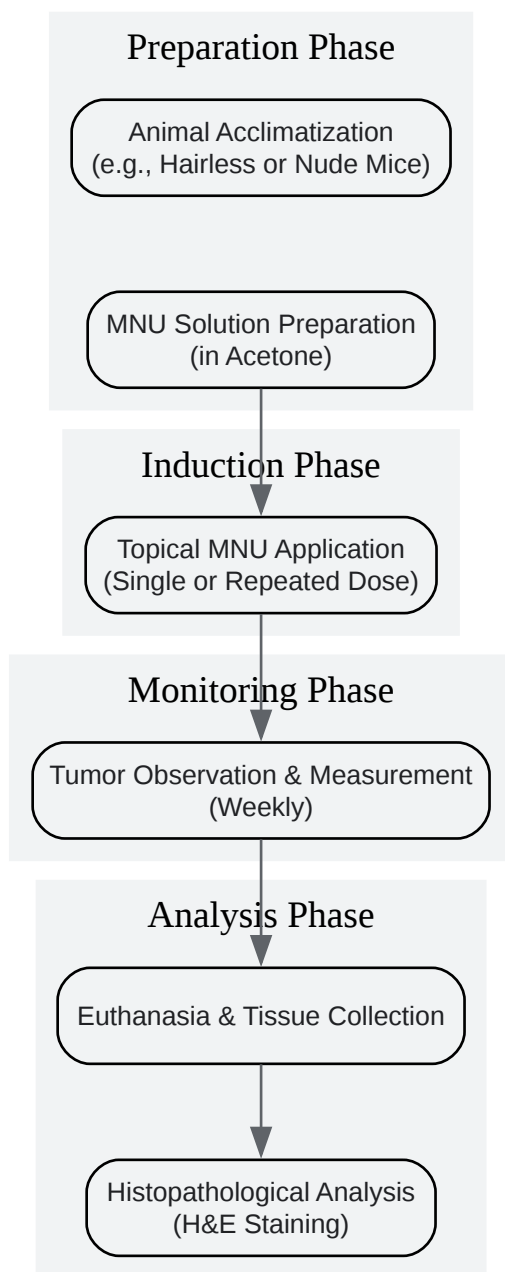 Preparation Phase
Animal Acclimatization
(e.g., Hairless or Nude Mice)
MNU Solution Preparation
(in Acetone)
Induction Phase
Topical MNU Application
(Single or Repeated Dose)
Monitoring Phase
Tumor Observation & Measurement
(Weekly)
Analysis Phase
Euthanasia & Tissue Collection
Histopathological Analysis
(H&E Staining)